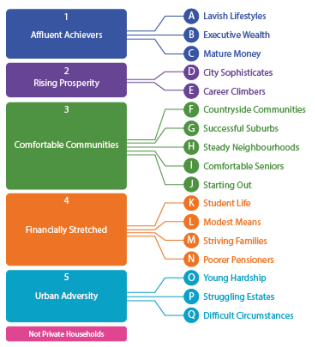 1
Affluent Achievers
A Lavish Lifestyles
B Executive Wealth
C Mature Money
2
Rising Prosperity
D City Sophisticates
E Career Climbers
3
Comfortable Communities
F Countryside Communities
G Successful Suburbs
H Steady Neighbourhoods
I Comfortable Seniors
J Starting Out
4
Financially Stretched
K Student Life
L Modest Means
M Striving Families
N Poorer Pensioners
5
Urban Adversity
O Young Hardship
P Struggling Estates
Q Difficult Circumstances
Not Private Households